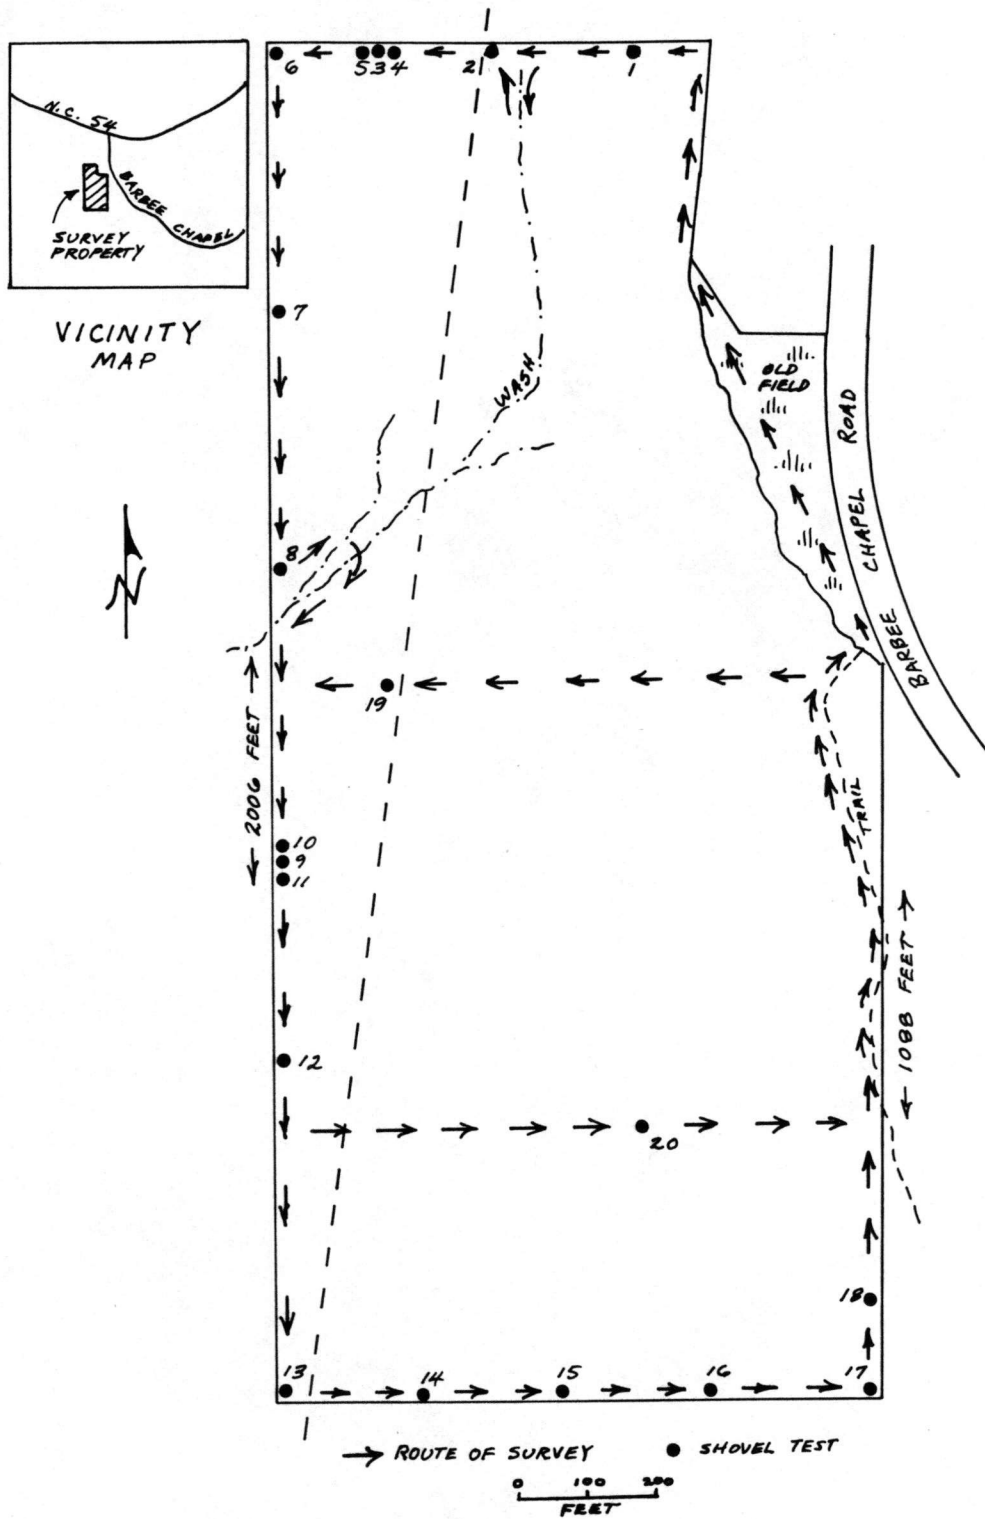 N.C. 54
BARBEE CHAPEL
SURVEY
PROPERTY
VICINITY
MAP
N
6
5 3 4
2
1
7
WASH
OLD
FIELD
BARBEE CHAPEL ROAD
8
19
← 2006 FEET →
TRAIL
10
9
11
← 1088 FEET →
12
20
18
13
14
15
16
17
→ ROUTE OF SURVEY
● SHOVEL TEST
0 100 200
FEET